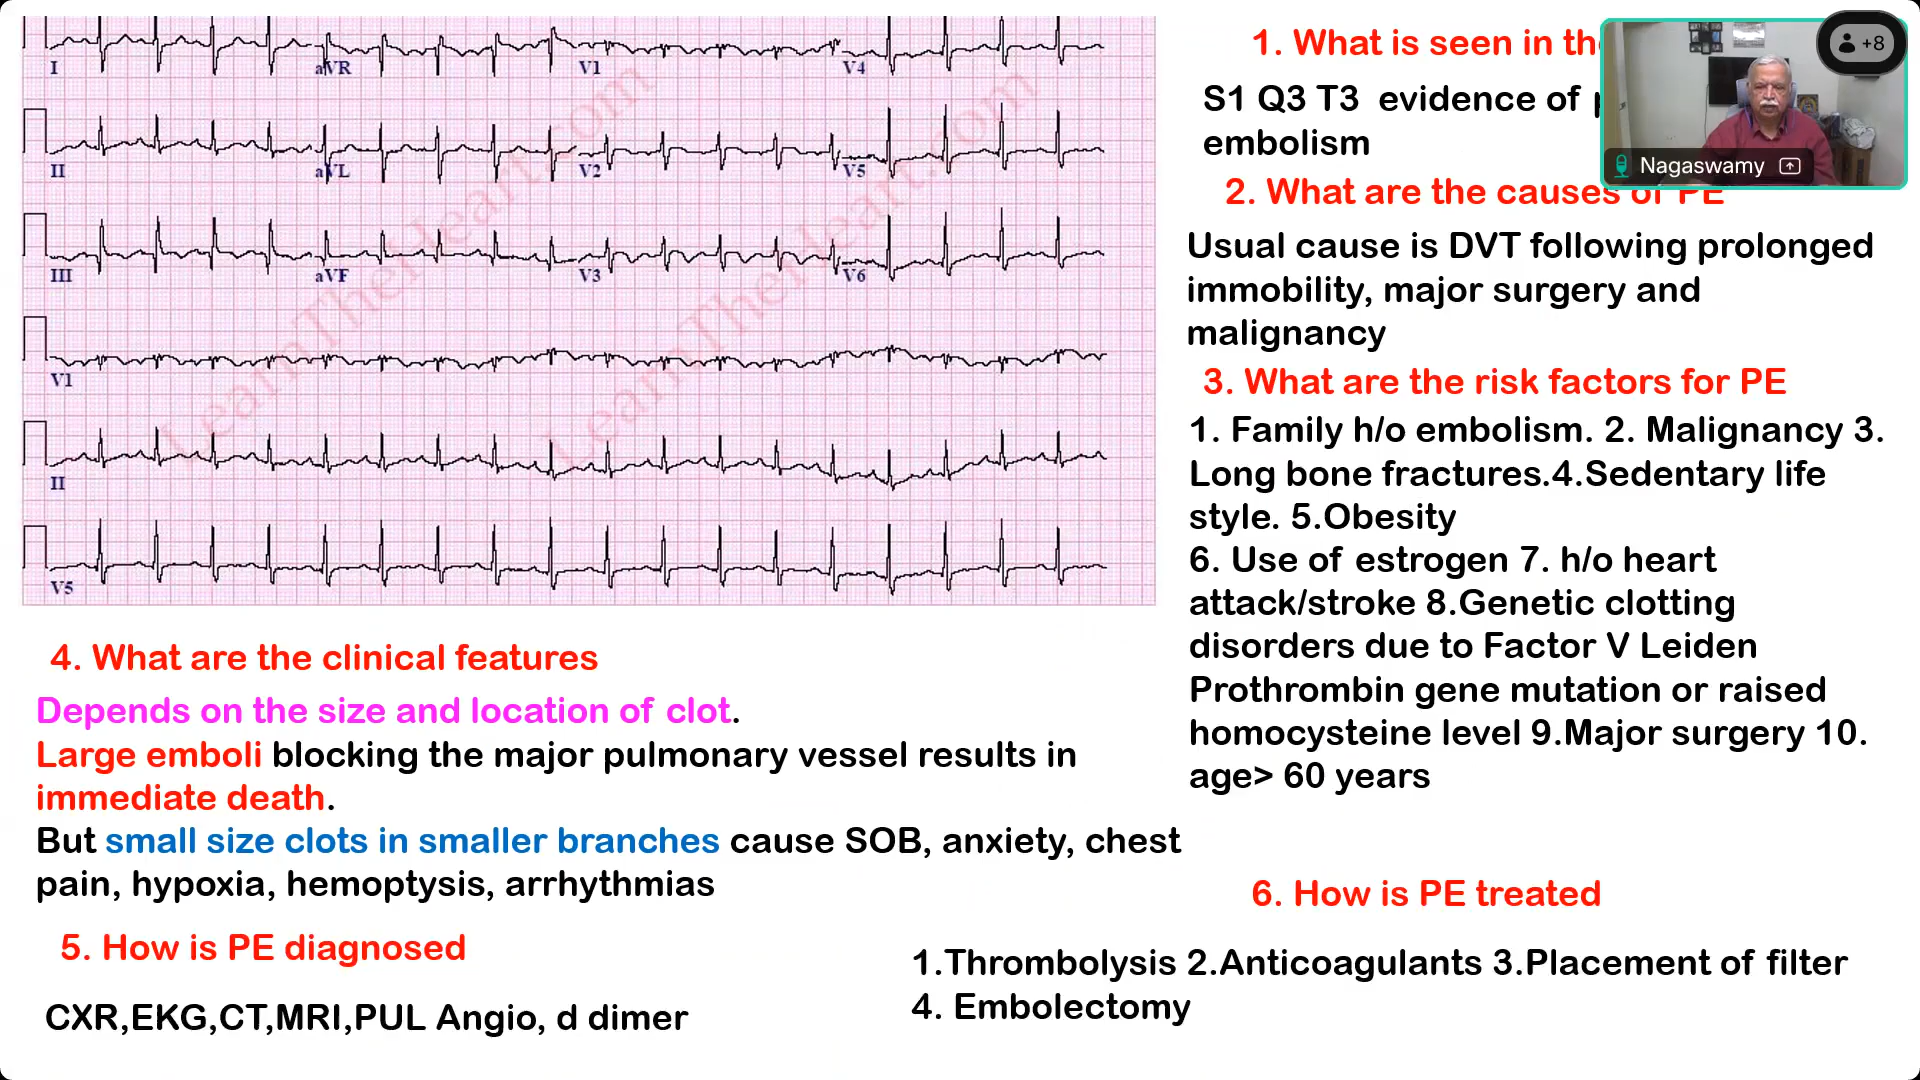 I aVR V1 V4
II aVL V2 V5
III aVF V3 V6
V1
II
V5
LearnTheHeart.com
LearnTheHeart.com
1. What is seen in the
S1 Q3 T3 evidence of
embolism
+8
Nagaswamy
2. What are the causes of PE
Usual cause is DVT following prolonged
immobility, major surgery and
malignancy
3. What are the risk factors for PE
1. Family h/o embolism. 2. Malignancy 3.
Long bone fractures.4.Sedentary life
style. 5.Obesity
6. Use of estrogen 7. h/o heart
attack/stroke 8.Genetic clotting
disorders due to Factor V Leiden
Prothrombin gene mutation or raised
homocysteine level 9.Major surgery 10.
age> 60 years
4. What are the clinical features
Depends on the size and location of clot.
Large emboli blocking the major pulmonary vessel results in
immediate death.
But small size clots in smaller branches cause SOB, anxiety, chest
pain, hypoxia, hemoptysis, arrhythmias
5. How is PE diagnosed
CXR,EKG,CT,MRI,PUL Angio, d dimer
6. How is PE treated
1.Thrombolysis 2.Anticoagulants 3.Placement of filter
4. Embolectomy